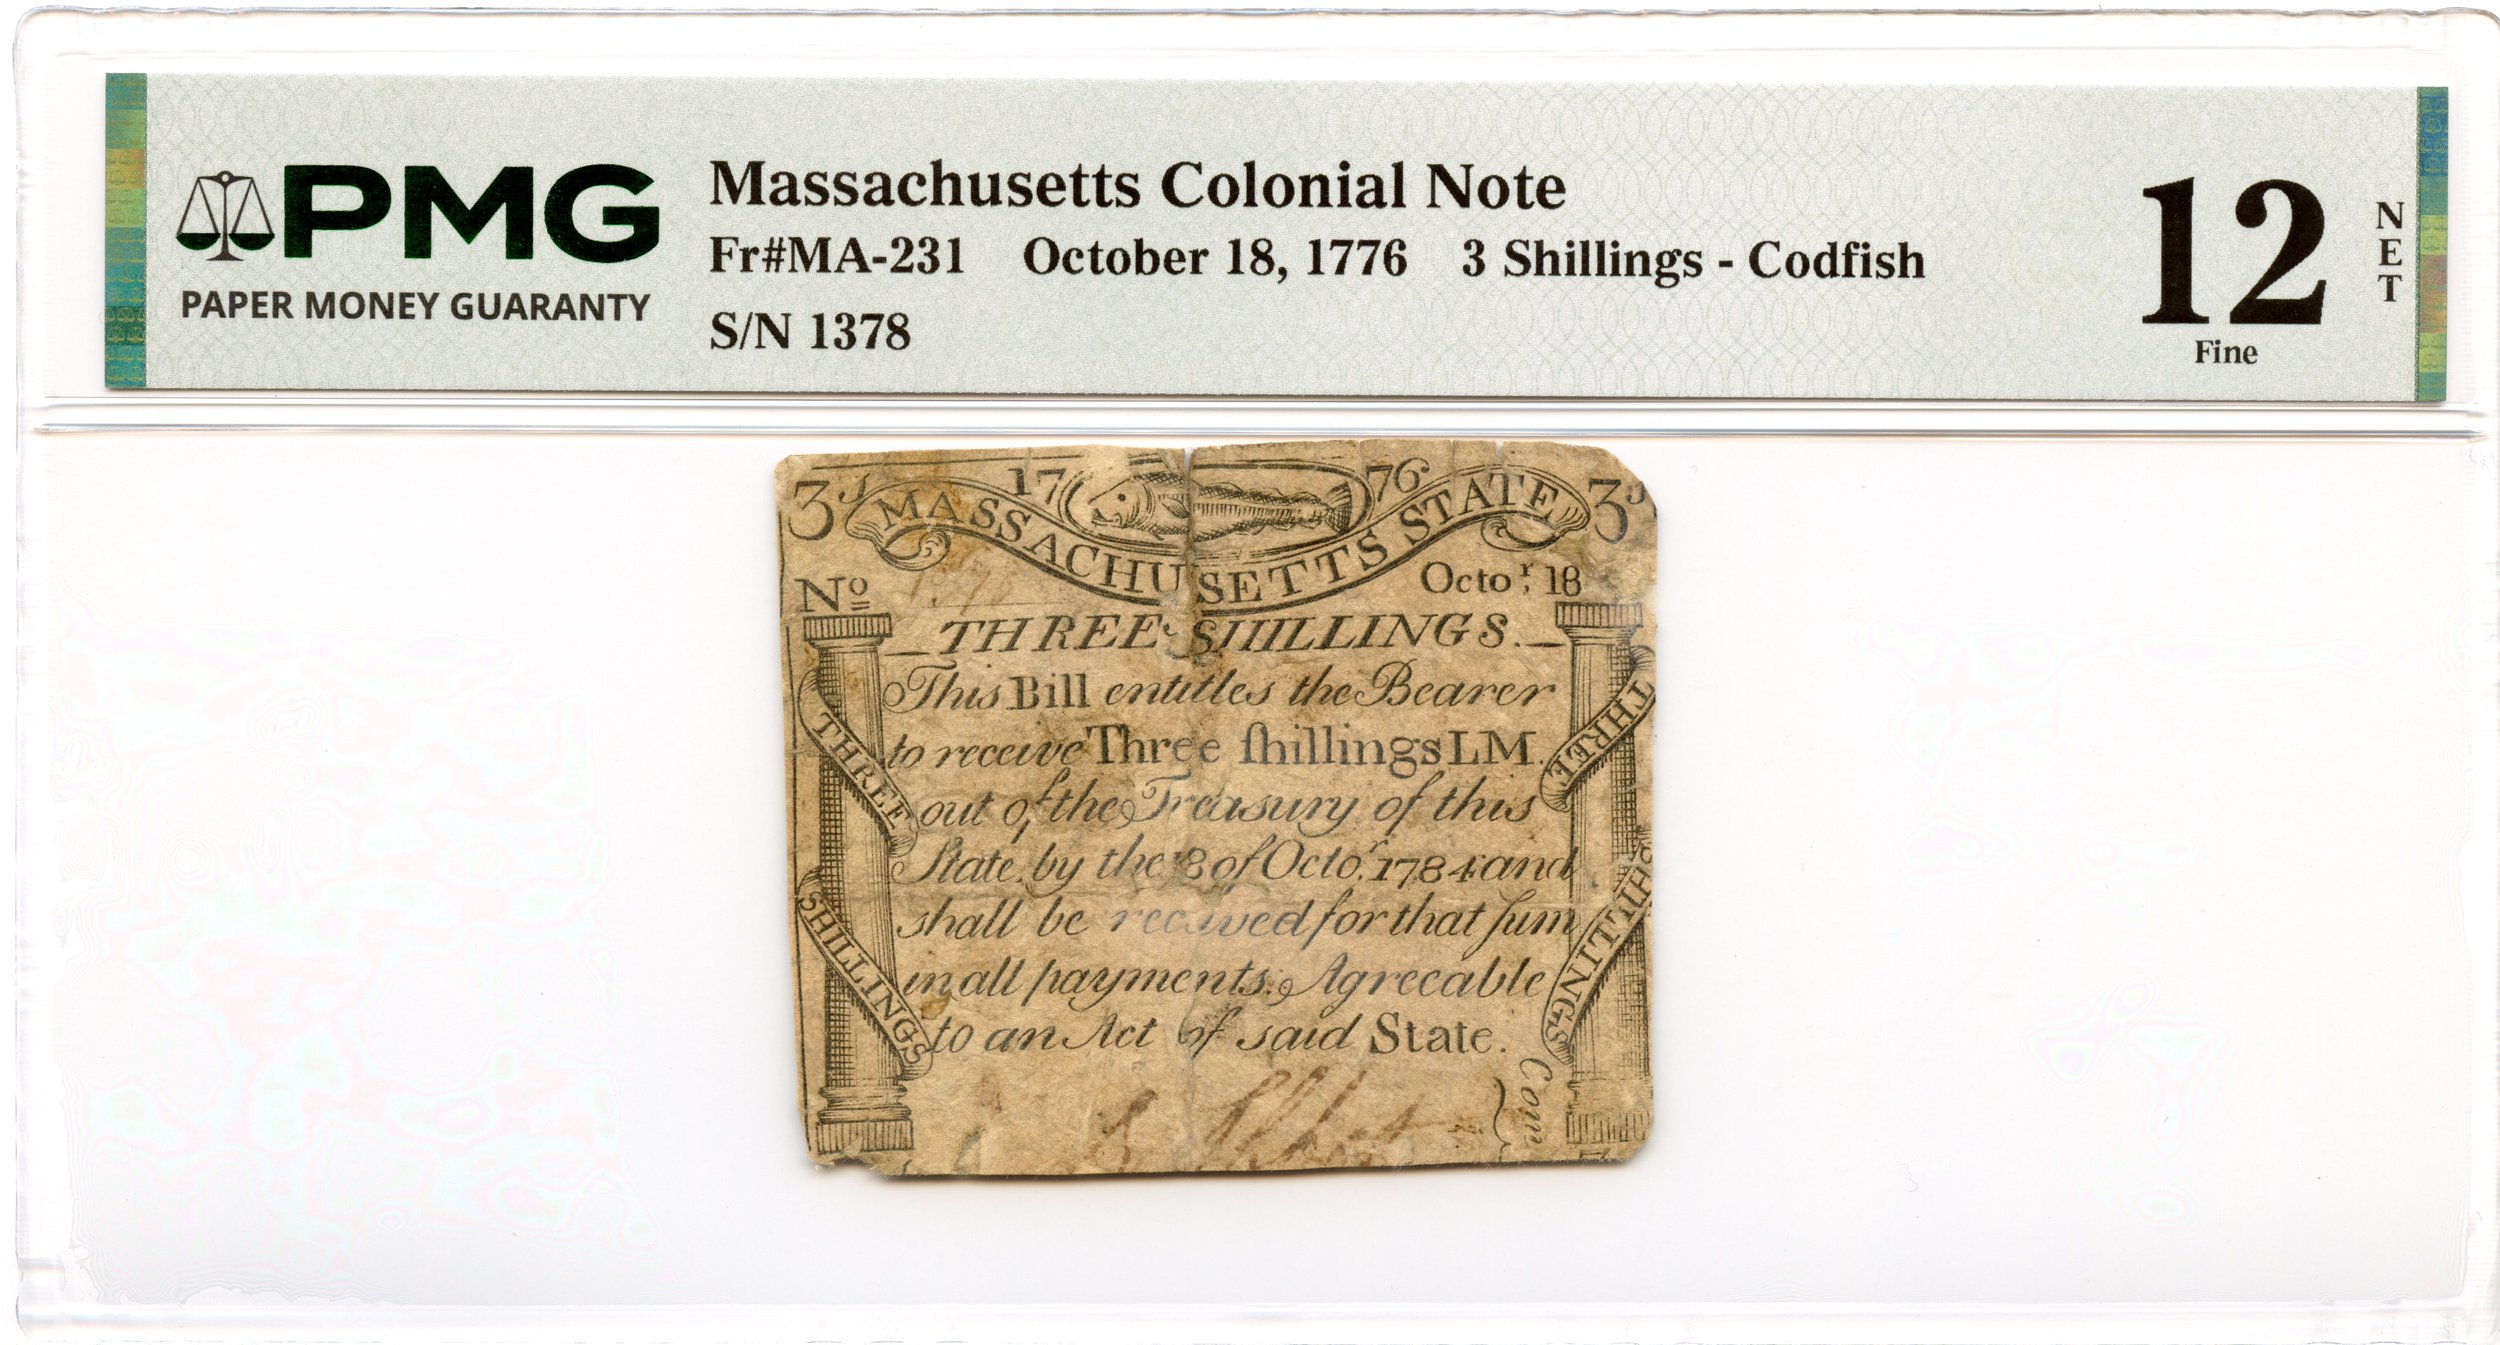 PMG
PAPER MONEY GUARANTY
Massachusetts Colonial Note
Fr#MA-231 October 18, 1776 3 Shillings - Codfish
S/N 1378
12
NET
Fine
3s 17 76 3s
MASSACHUSETTS STATE
No 1378 Octor, 18
THREE SHILLINGS.
This Bill entitles the Bearer
to receive Three ſhillings LM.
out of the Treasury of this
State by the 18 of Octor. 1784 and
shall be received for that ſum
in all payments. Agreeable
to an Act of said State.
THREE
SHILLINGS
THREE
SHILLINGS
Com